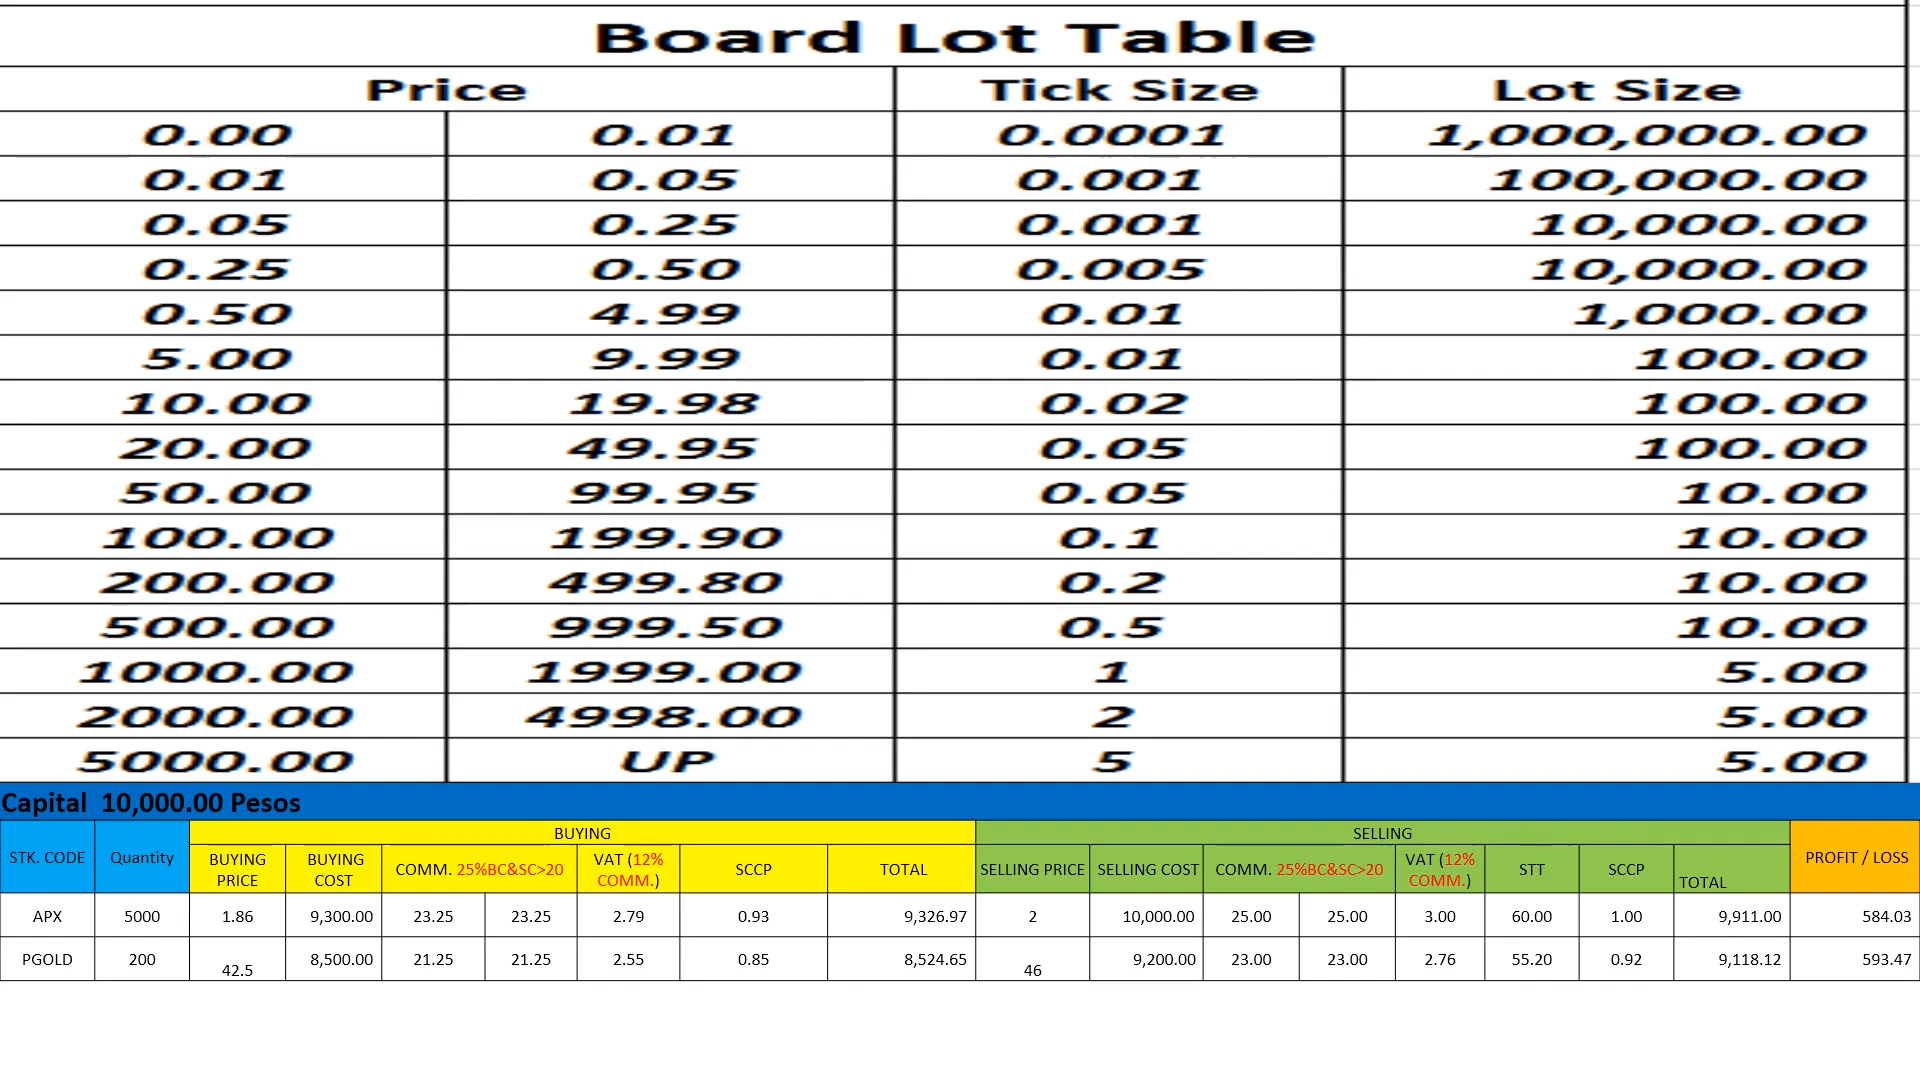 Board Lot Table
Price Tick Size Lot Size
0.00 0.01 0.0001 1,000,000.00
0.01 0.05 0.001 100,000.00
0.05 0.25 0.001 10,000.00
0.25 0.50 0.005 10,000.00
0.50 4.99 0.01 1,000.00
5.00 9.99 0.01 100.00
10.00 19.98 0.02 100.00
20.00 49.95 0.05 100.00
50.00 99.95 0.05 10.00
100.00 199.90 0.1 10.00
200.00 499.80 0.2 10.00
500.00 999.50 0.5 10.00
1000.00 1999.00 1 5.00
2000.00 4998.00 2 5.00
5000.00 UP 5 5.00
Capital 10,000.00 Pesos
STK. CODE Quantity BUYING SELLING PROFIT / LOSS
BUYING PRICE BUYING COST COMM. 25%BC&SC>20 VAT (12% COMM.) SCCP TOTAL SELLING PRICE SELLING COST COMM. 25%BC&SC>20 VAT (12% COMM.) STT SCCP TOTAL
APX 5000 1.86 9,300.00 23.25 23.25 2.79 0.93 9,326.97 2 10,000.00 25.00 25.00 3.00 60.00 1.00 9,911.00 584.03
PGOLD 200 42.5 8,500.00 21.25 21.25 2.55 0.85 8,524.65 46 9,200.00 23.00 23.00 2.76 55.20 0.92 9,118.12 593.47